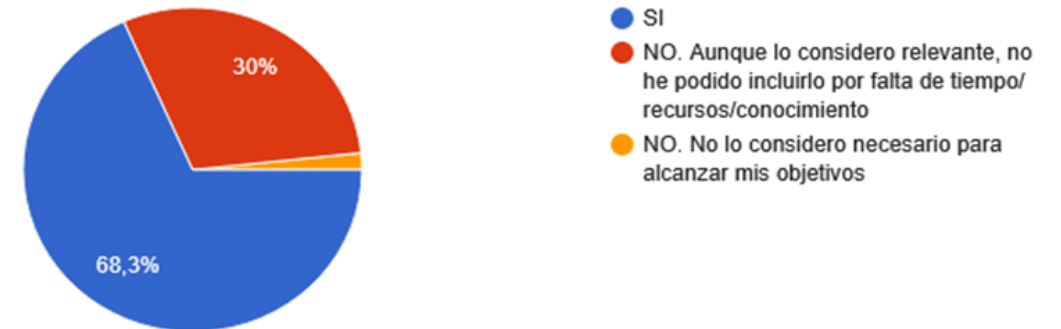 SI
NO. Aunque lo considero relevante, no
he podido incluirlo por falta de tiempo/
recursos/conocimiento
NO. No lo considero necesario para
alcanzar mis objetivos
30%
68,3%